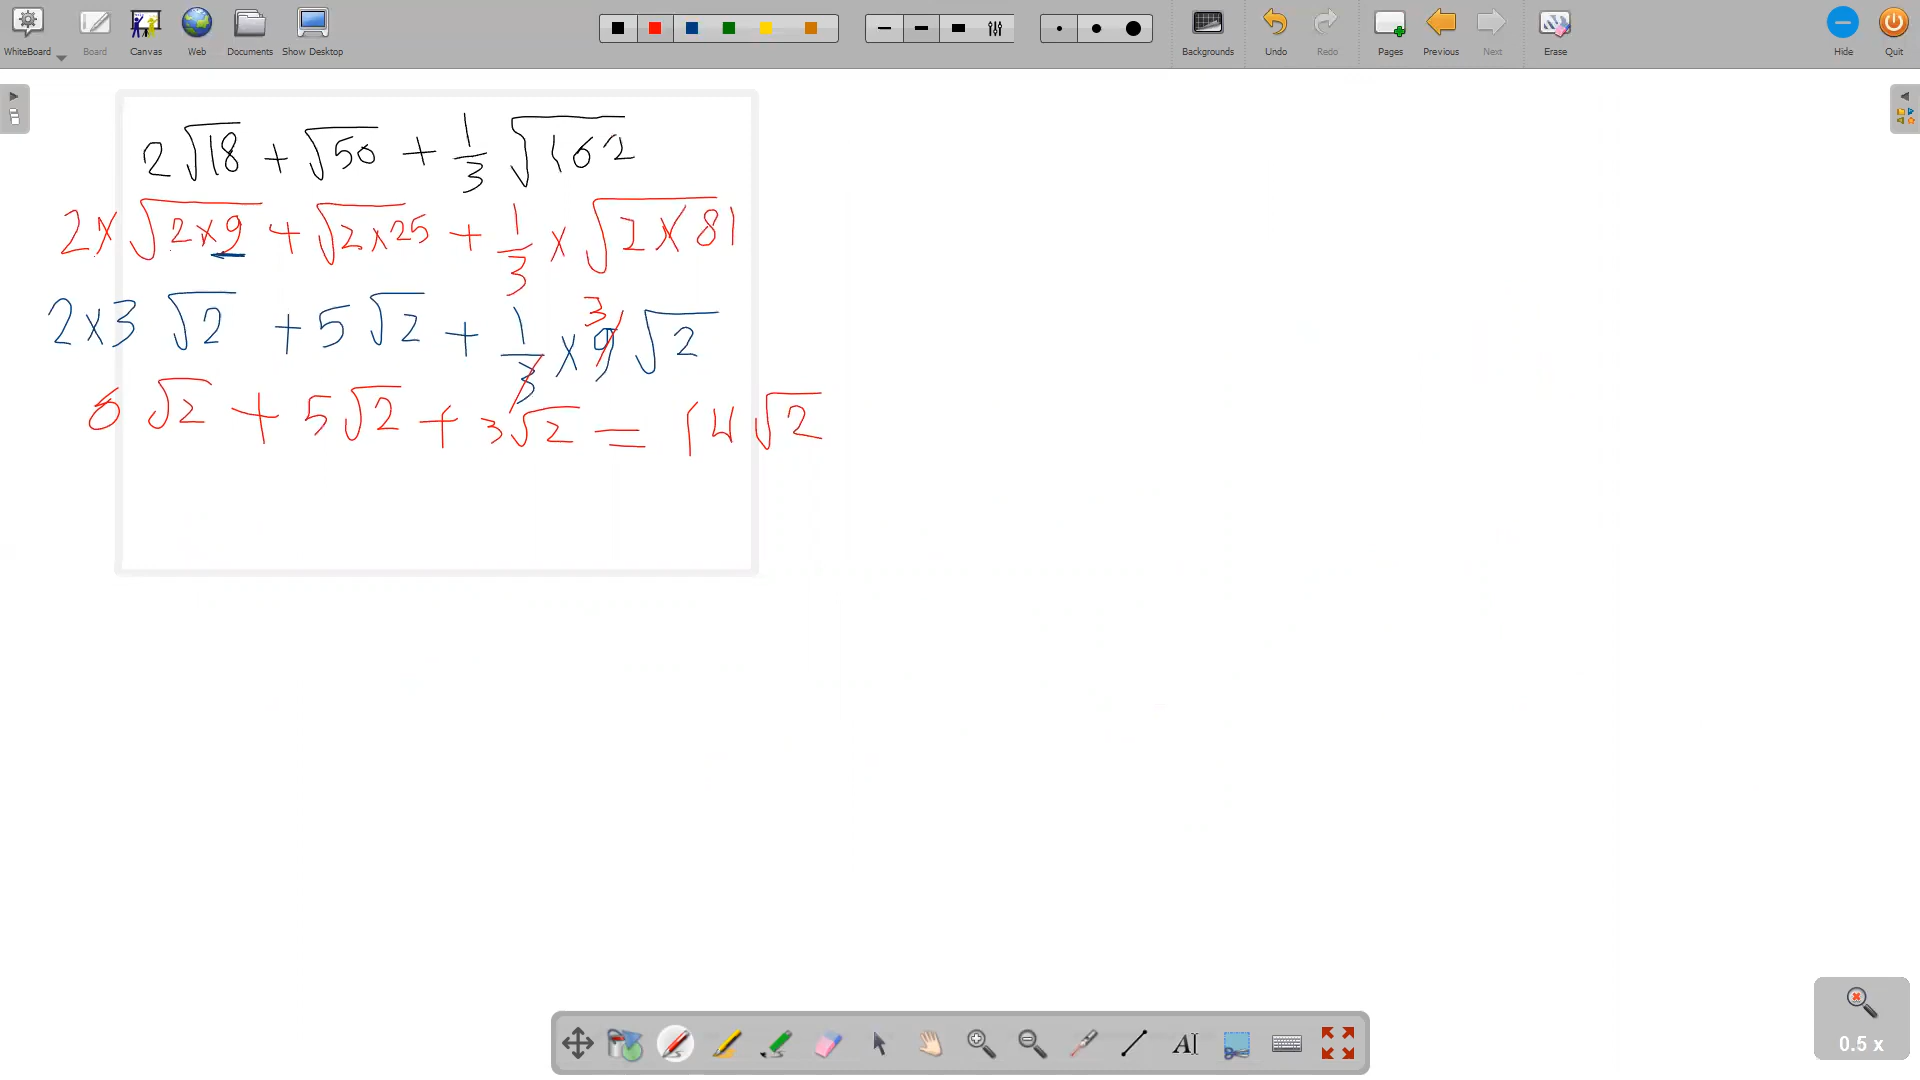 WhiteBoard Board Canvas Web Documents Show Desktop Backgrounds Undo Redo Pages Previous Next Erase Hide Quit
2√18 + √50 + 1/3 √162
2 × √2×9 + √2×25 + 1/3 × √2×81
2×3 √2 + 5√2 + 1/3 × 9 √2
3
6 √2 + 5√2 + 3√2 = 14 √2
0.5 x